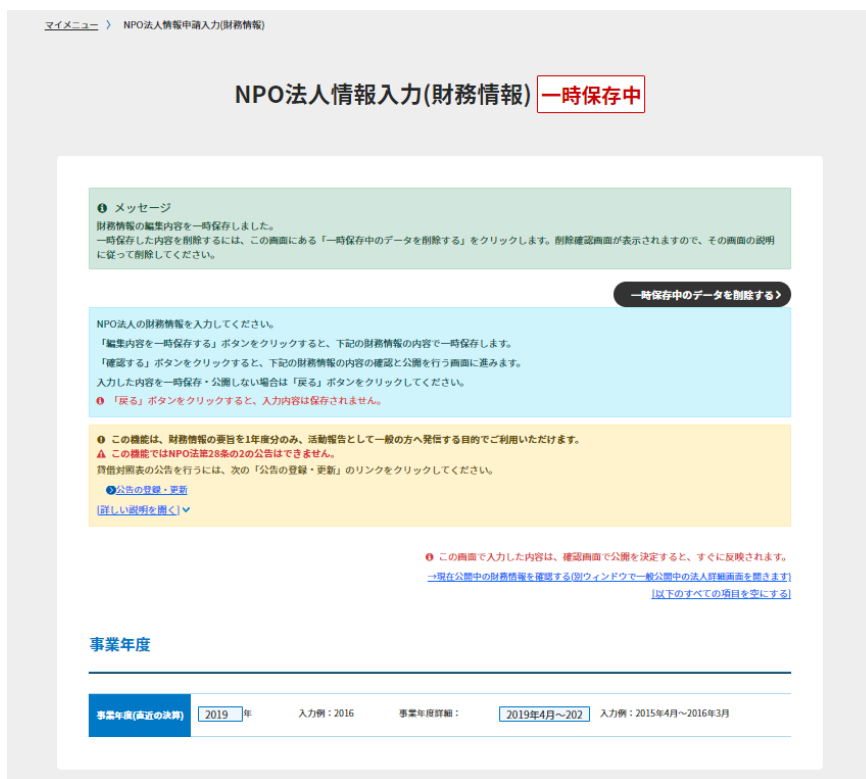 マイメニュー 〉 NPO法人情報申請入力(財務情報)
NPO法人情報入力(財務情報) 一時保存中
メッセージ
財務情報の編集内容を一時保存しました。
一時保存した内容を削除するには、この画面にある「一時保存中のデータを削除する」をクリックします。削除確認画面が表示されますので、その画面の説明
に従って削除してください。
一時保存中のデータを削除する
NPO法人の財務情報を入力してください。
「編集内容を一時保存する」ボタンをクリックすると、下記の財務情報の内容で一時保存します。
「確認する」ボタンをクリックすると、下記の財務情報の内容の確認と公開を行う画面に進みます。
入力した内容を一時保存・公開しない場合は「戻る」ボタンをクリックしてください。
「戻る」ボタンをクリックすると、入力内容は保存されません。
この機能は、財務情報の要旨を1年度分のみ、活動報告として一般の方へ発信する目的でご利用いただけます。
この機能ではNPO法第28条の2の公告はできません。
貸借対照表の公告を行うには、次の「公告の登録・更新」のリンクをクリックしてください。
公告の登録・更新
[詳しい説明を開く]
この画面で入力した内容は、確認画面で公開を決定すると、すぐに反映されます。
→現在公開中の財務情報を確認する(別ウィンドウで一般公開中の法人詳細画面を開きます)
[以下のすべての項目を空にする]
事業年度
事業年度(直近の決算) 2019 年 入力例：2016 事業年度詳細： 2019年4月～202 入力例：2015年4月～2016年3月